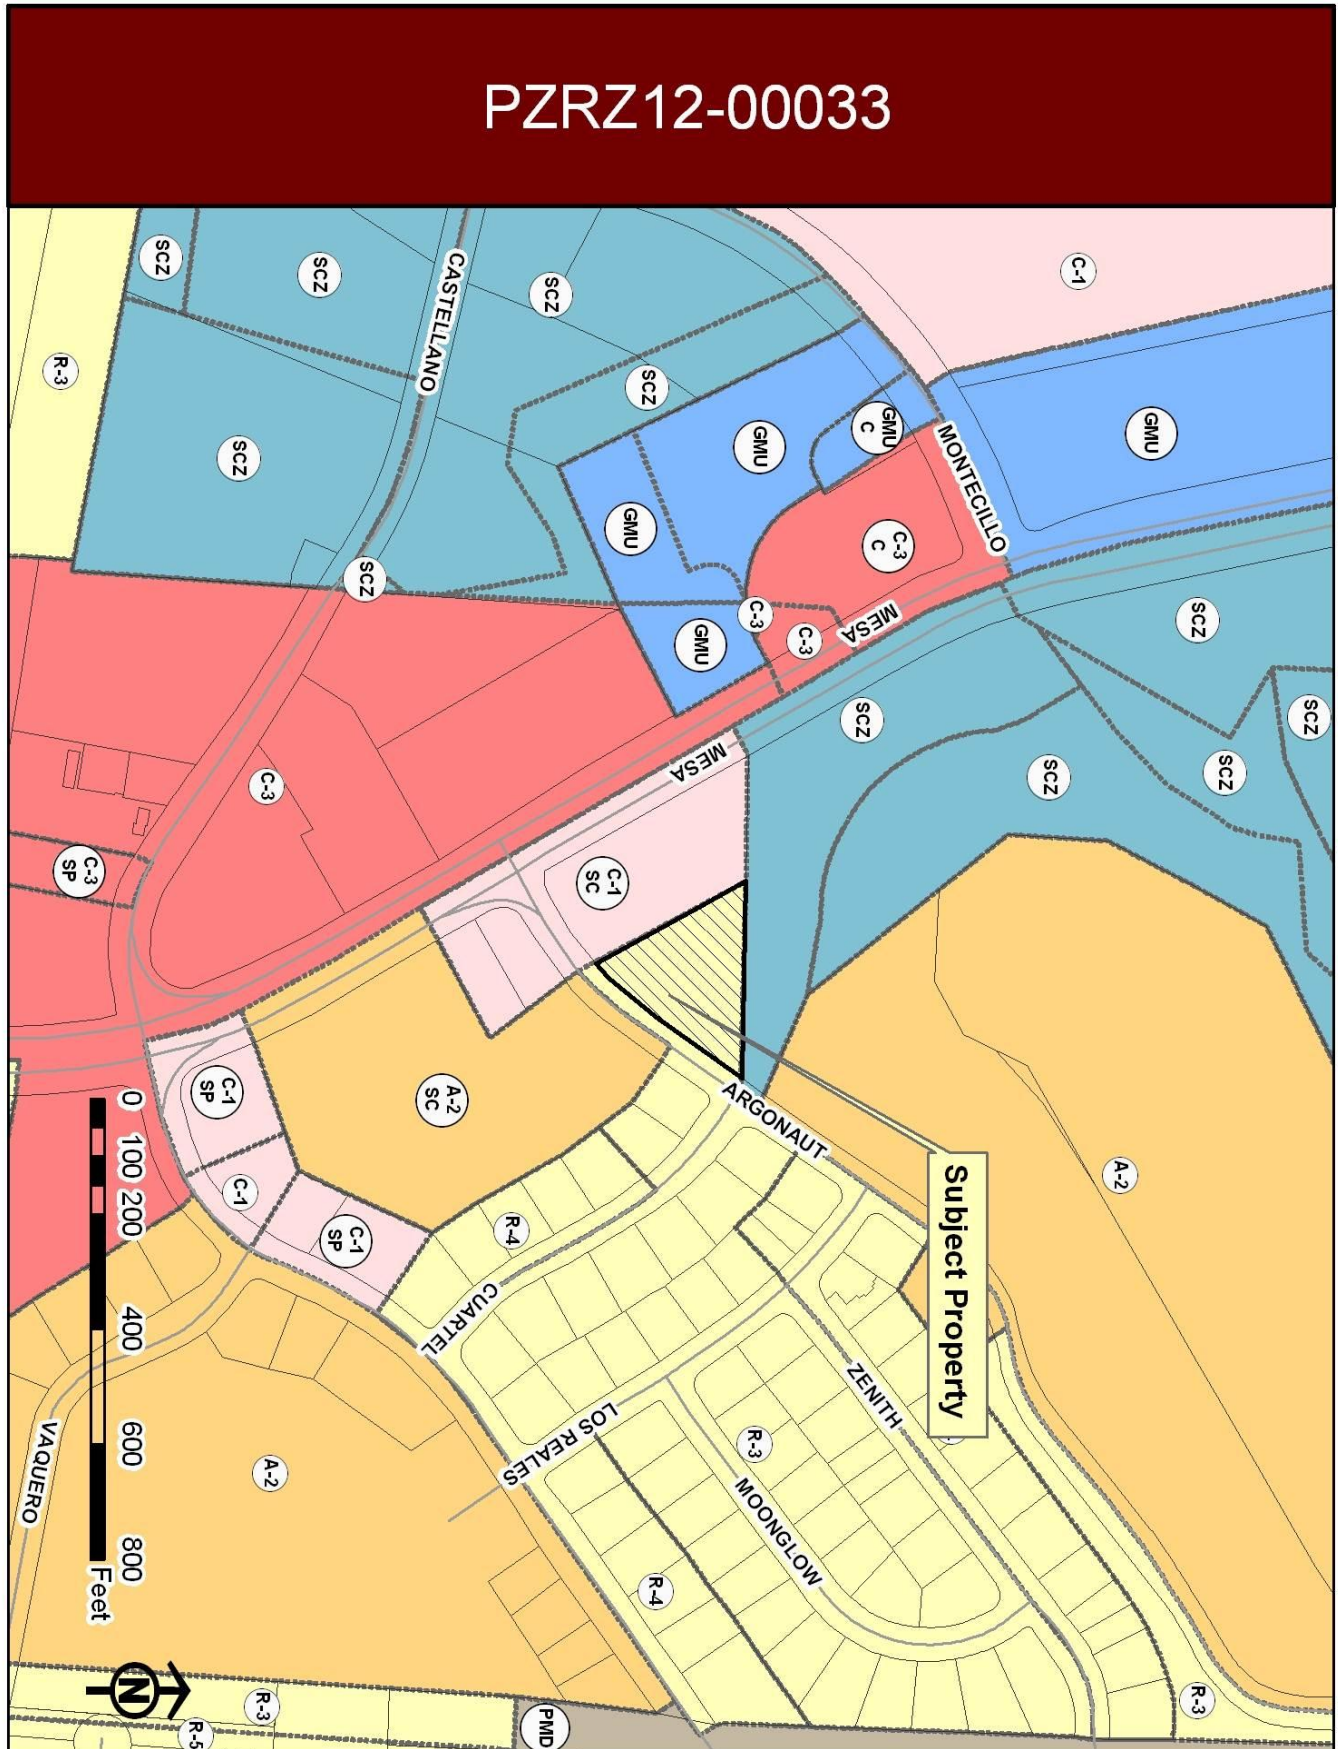 PZRZ12-00033
C-1
SCZ
SCZ
SCZ
CASTELLANO
R-3
SCZ
GMU
C
GMU
GMU
MONTECILLO
SCZ
GMU
C-3
C
SCZ
C-3
MESA
SCZ
GMU
C-3
SCZ
SCZ
MESA
SCZ
SCZ
C-3
C-3
SP
C-1
SC
C-1
SP
A-2
SC
ARGONAUT
A-2
Subject Property
C-1
C-1
SP
R-4
CUARTEL
ZENITH
LOS REALES
R-3
MOONGLOW
A-2
VAQUERO
R-4
0 100 200 400 600 800
Feet
N
R-3
R-5
PMD
R-3